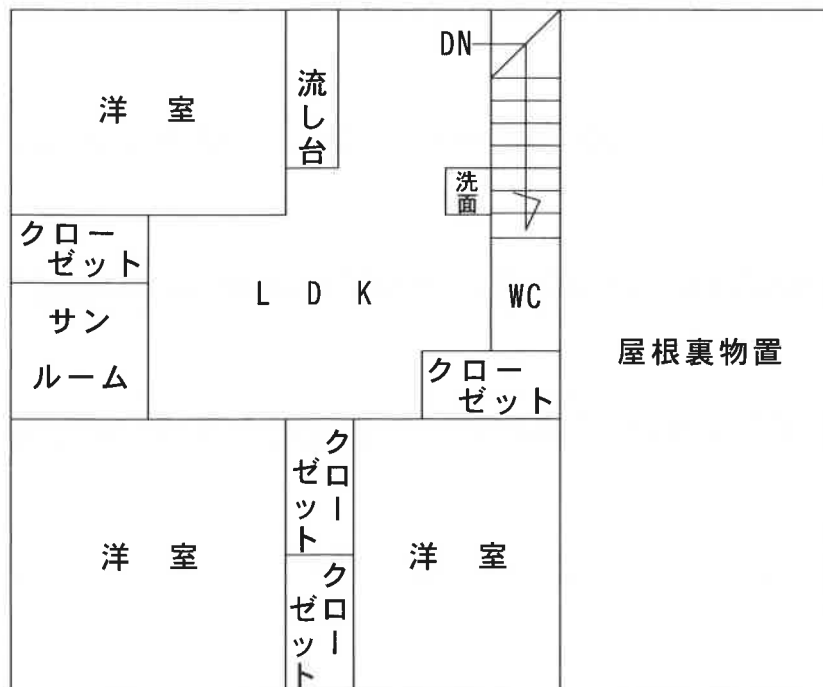 DN
洋 室
流し台
洗面
クロー
ゼット
L D K
WC
サン
ルーム
屋根裏物置
クロー
ゼット
クロー
ゼット
洋 室
洋 室
クロー
ゼット